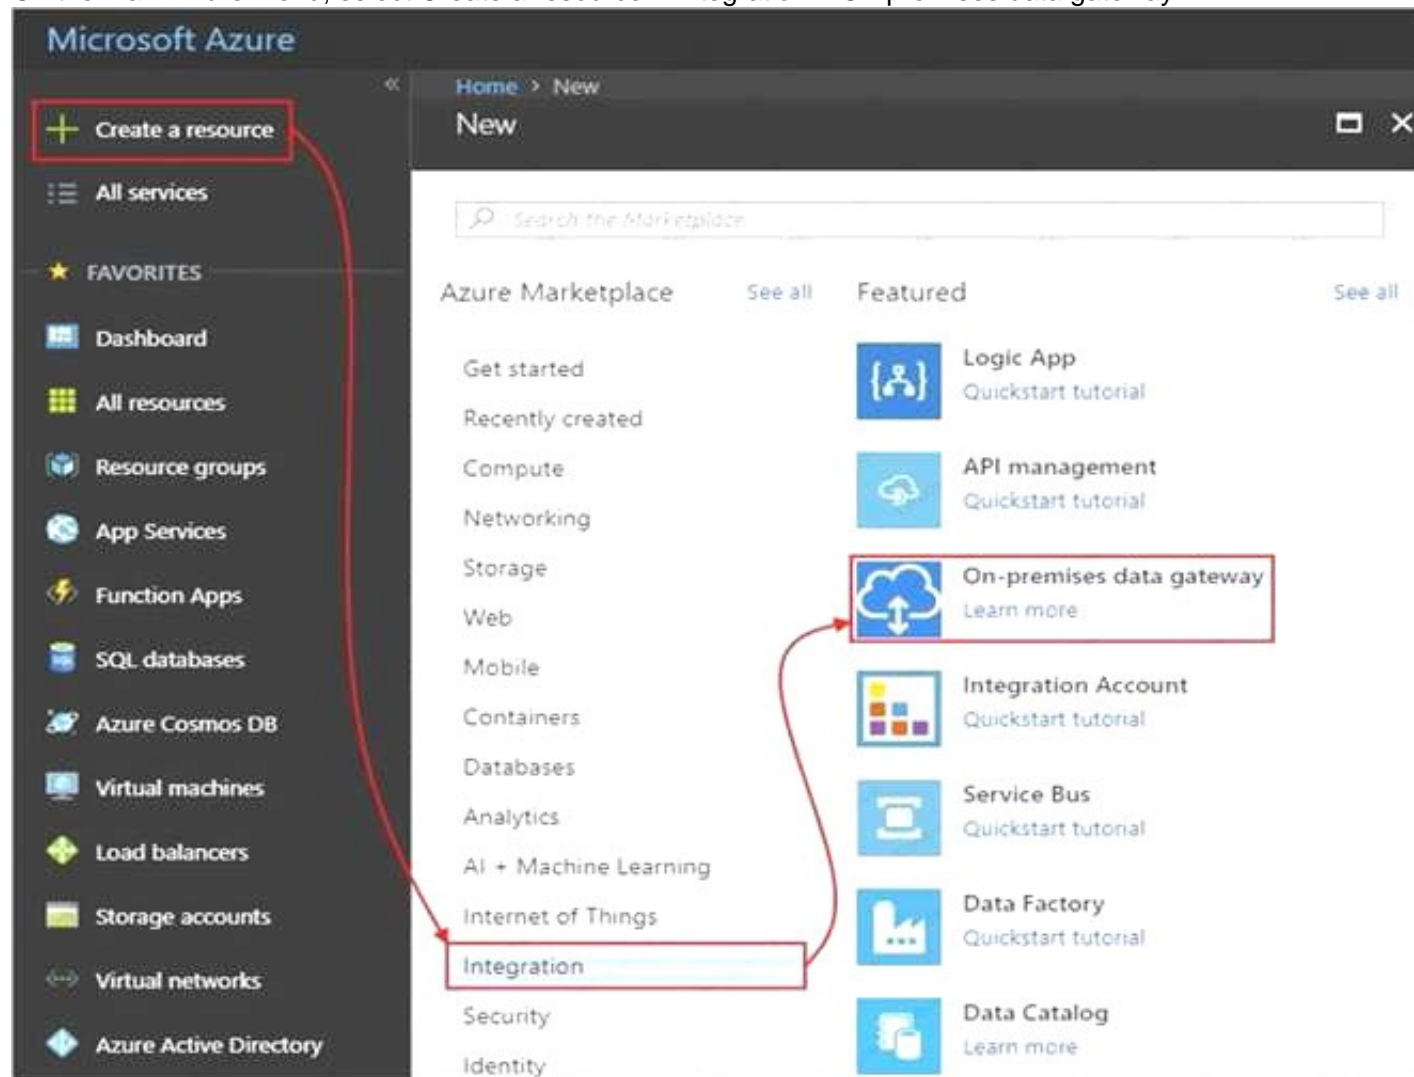 Microsoft Azure
«
Home > New
New
Create a resource
All services
FAVORITES
Dashboard
All resources
Resource groups
App Services
Function Apps
SQL databases
Azure Cosmos DB
Virtual machines
Load balancers
Storage accounts
Virtual networks
Azure Active Directory
Search the Marketplace
Azure Marketplace
See all
Get started
Recently created
Compute
Networking
Storage
Web
Mobile
Containers
Databases
Analytics
AI + Machine Learning
Internet of Things
Integration
Security
Identity
Featured
See all
Logic App
Quickstart tutorial
API management
Quickstart tutorial
On-premises data gateway
Learn more
Integration Account
Quickstart tutorial
Service Bus
Quickstart tutorial
Data Factory
Quickstart tutorial
Data Catalog
Learn more